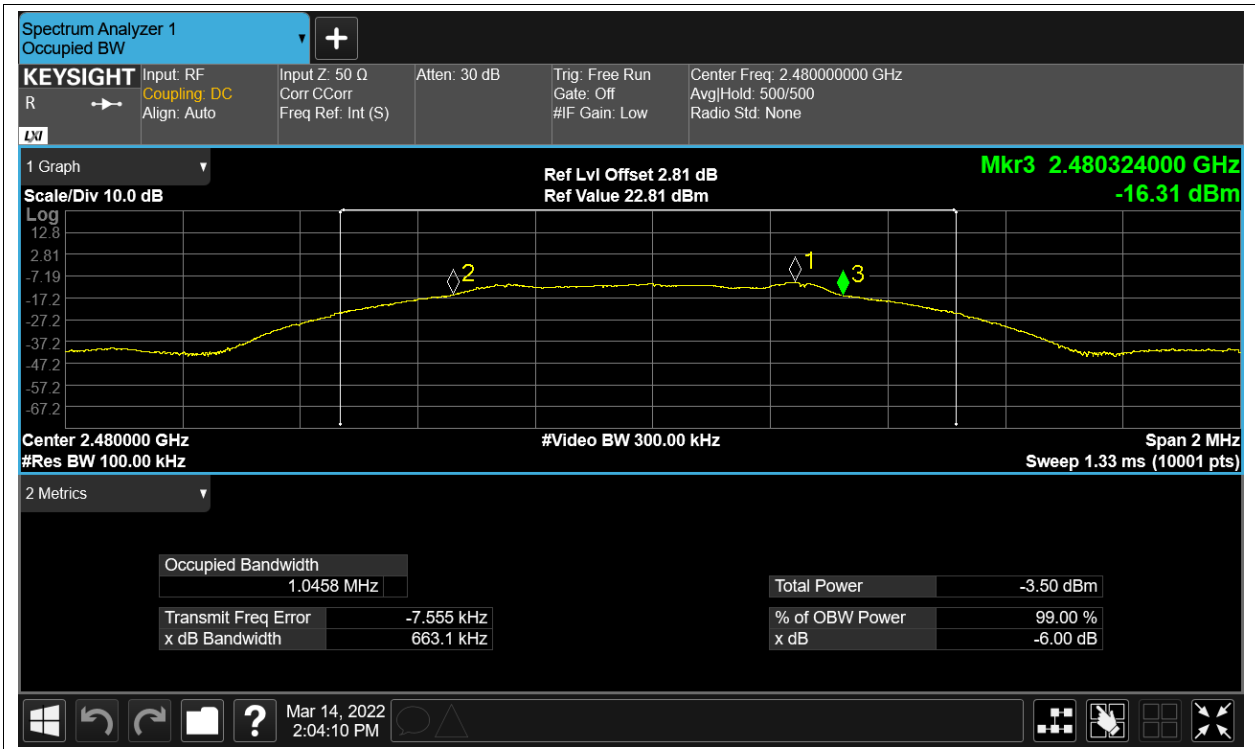 Spectrum Analyzer 1
Occupied BW
KEYSIGHT
R
LXI
Input: RF
Coupling: DC
Align: Auto
Input Z: 50 Ω
Corr CCorr
Freq Ref: Int (S)
Atten: 30 dB
Trig: Free Run
Gate: Off
#IF Gain: Low
Center Freq: 2.480000000 GHz
Avg|Hold: 500/500
Radio Std: None
1 Graph
Scale/Div 10.0 dB
Ref Lvl Offset 2.81 dB
Ref Value 22.81 dBm
Mkr3 2.480324000 GHz
-16.31 dBm
Log
12.8
2.81
-7.19
-17.2
-27.2
-37.2
-47.2
-57.2
-67.2
2
1
3
Center 2.480000 GHz
#Video BW 300.00 kHz
Span 2 MHz
#Res BW 100.00 kHz
Sweep 1.33 ms (10001 pts)
2 Metrics
Occupied Bandwidth
1.0458 MHz
Transmit Freq Error -7.555 kHz
x dB Bandwidth 663.1 kHz
Total Power -3.50 dBm
% of OBW Power 99.00 %
x dB -6.00 dB
?
Mar 14, 2022
2:04:10 PM